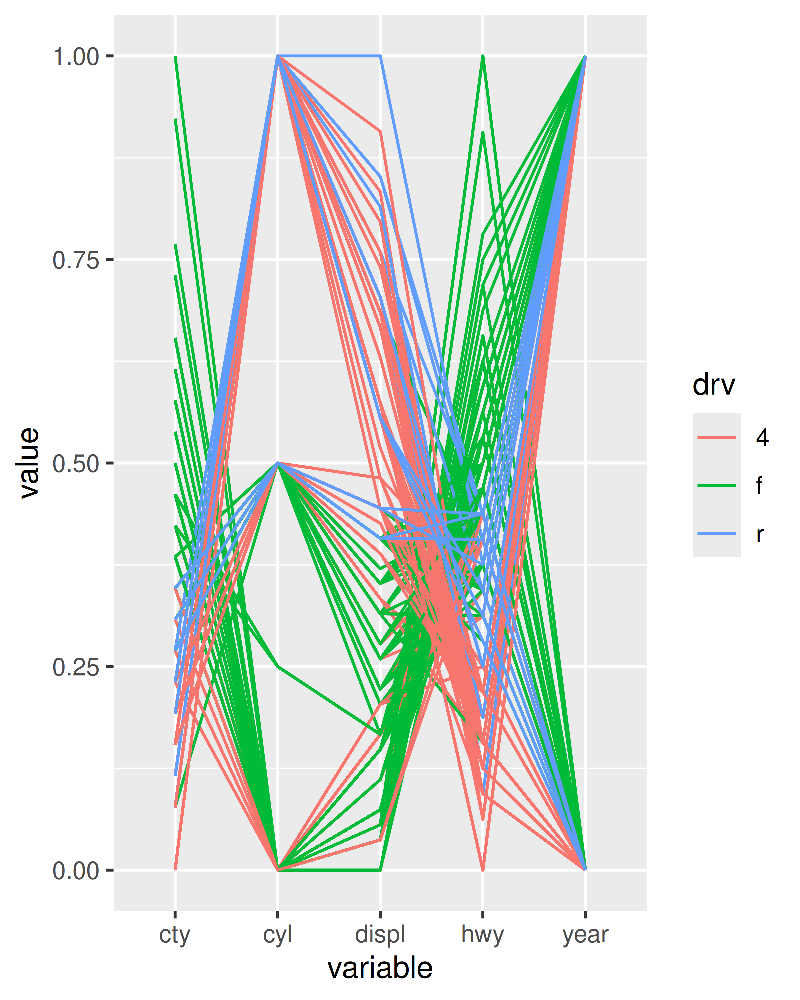 1.00
0.75
0.50
0.25
0.00
value
cty cyl displ hwy year
variable
drv
4
f
r